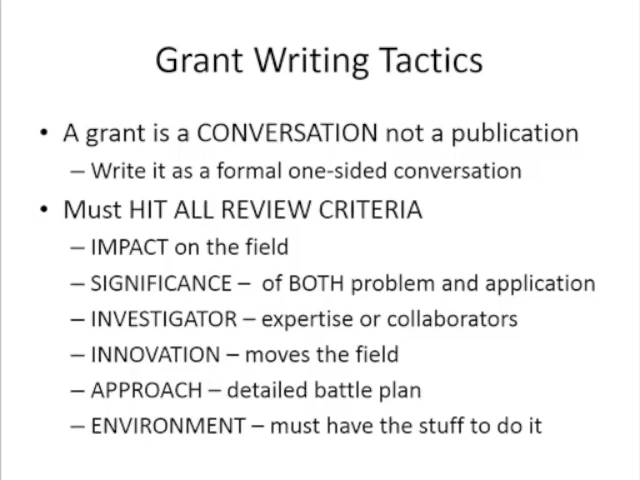 Grant Writing Tactics
• A grant is a CONVERSATION not a publication
– Write it as a formal one-sided conversation
• Must HIT ALL REVIEW CRITERIA
– IMPACT on the field
– SIGNIFICANCE – of BOTH problem and application
– INVESTIGATOR – expertise or collaborators
– INNOVATION – moves the field
– APPROACH – detailed battle plan
– ENVIRONMENT – must have the stuff to do it